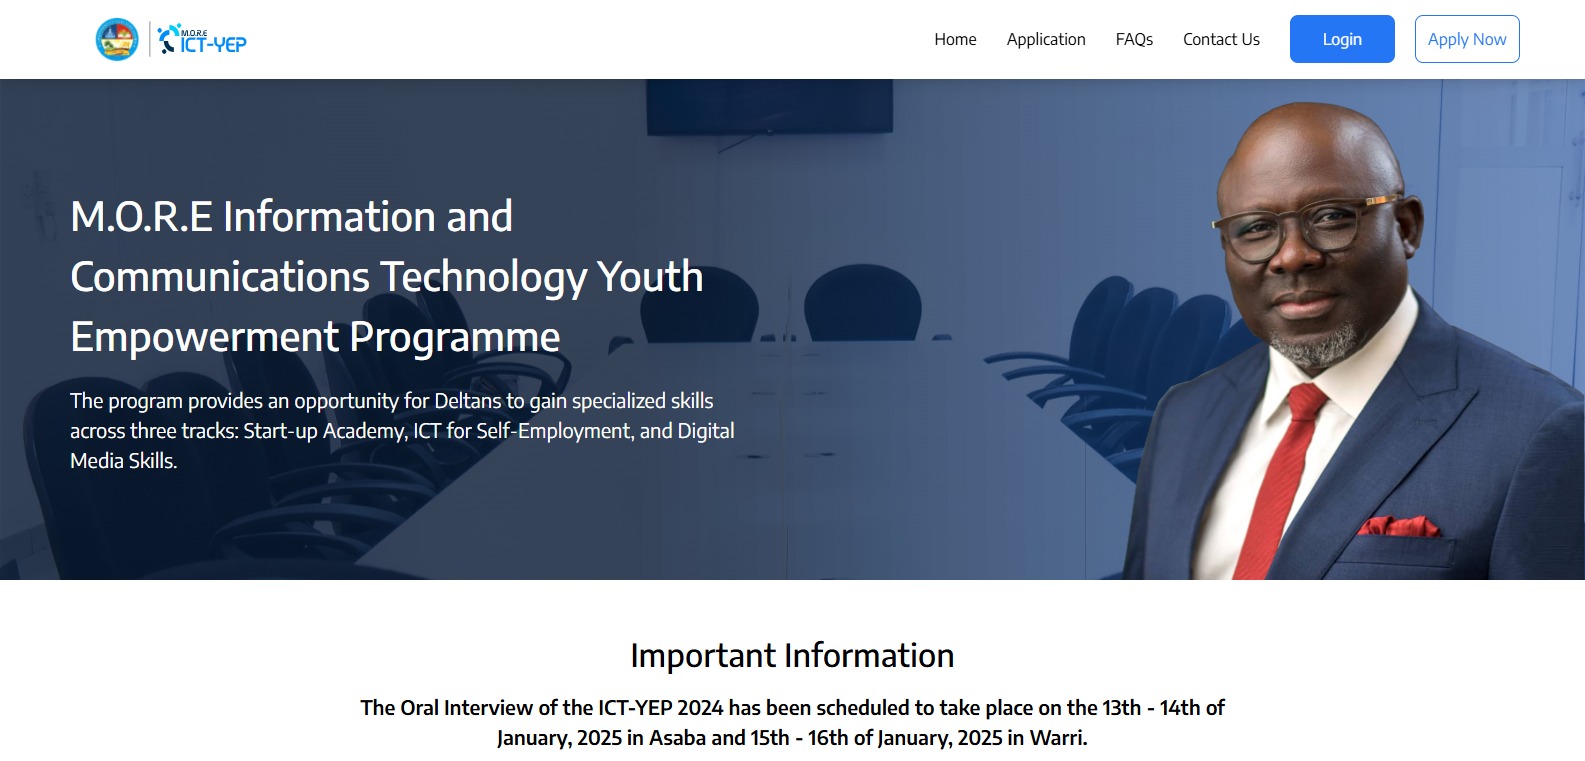 M.O.R.E
ICT-YEP
Home
Application
FAQs
Contact Us
Login
Apply Now
M.O.R.E Information and
Communications Technology Youth
Empowerment Programme
The program provides an opportunity for Deltans to gain specialized skills
across three tracks: Start-up Academy, ICT for Self-Employment, and Digital
Media Skills.
Important Information
The Oral Interview of the ICT-YEP 2024 has been scheduled to take place on the 13th - 14th of
January, 2025 in Asaba and 15th - 16th of January, 2025 in Warri.